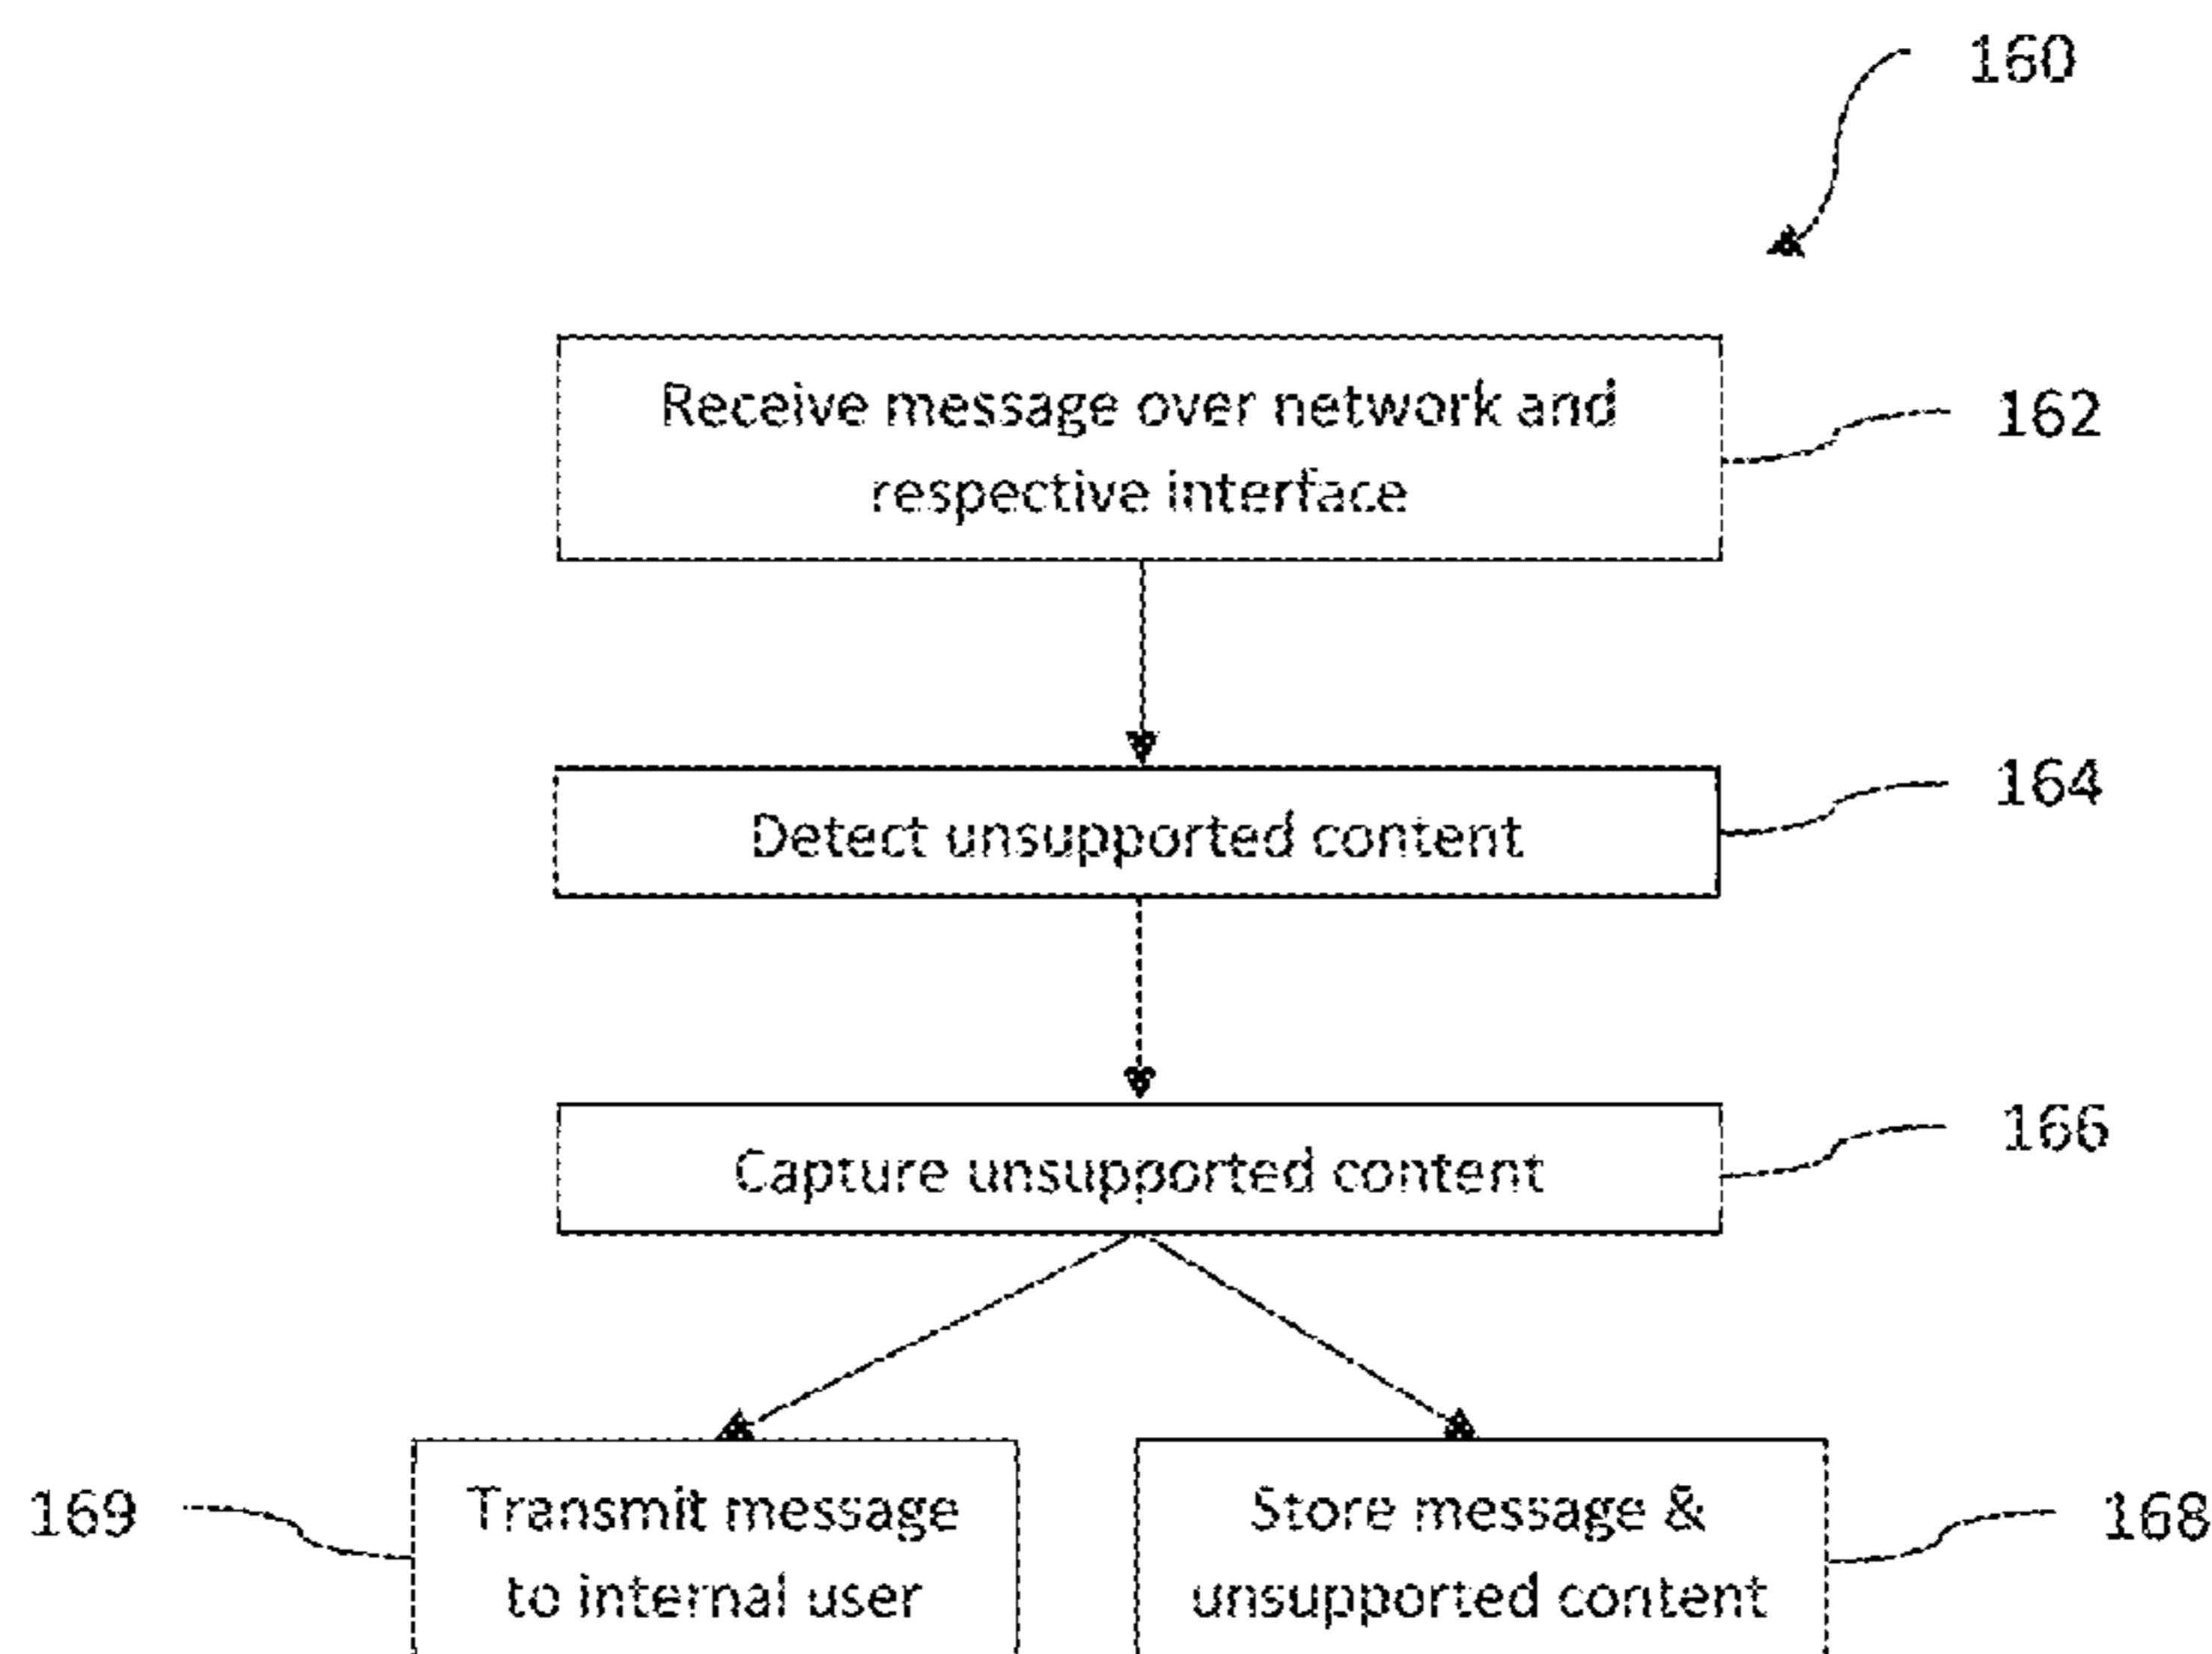 160
Receive message over network and
respective interface
162
Detect unsupported content
164
Capture unsupported content
166
169
Transmit message
to internal user
Store message &
unsupported content
168